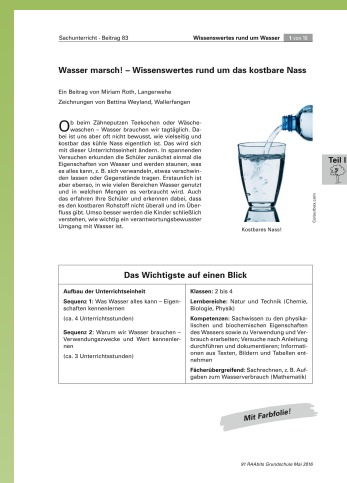 Sachunterricht · Beitrag 83
Wissenswertes rund um Wasser
1 von 16
Wasser marsch! – Wissenswertes rund um das kostbare Nass
Ein Beitrag von Miriam Roth, Langerwehe
Zeichnungen von Bettina Weyland, Wallerfangen
Ob beim Zähneputzen Teekochen oder Wäsche-
waschen – Wasser brauchen wir tagtäglich. Da-
bei ist uns aber oft nicht bewusst, wie vielseitig und
kostbar das kühle Nass eigentlich ist. Das wird sich
mit dieser Unterrichtseinheit ändern. In spannenden
Versuchen erkunden die Schüler zunächst einmal die
Eigenschaften von Wasser und werden staunen, was
es alles kann, z. B. sich verwandeln, etwas verschwin-
den lassen oder Gegenstände tragen. Erstaunlich ist
aber ebenso, in wie vielen Bereichen Wasser genutzt
und in welchen Mengen es verbraucht wird. Auch
das erfahren Ihre Schüler und erkennen dabei, dass
es den kostbaren Rohstoff nicht überall und im Über-
fluss gibt. Umso besser werden die Kinder schließlich
verstehen, wie wichtig ein verantwortungsbewusster
Umgang mit Wasser ist.
Kostbares Nass!
Teil I
Das Wichtigste auf einen Blick
Aufbau der Unterrichtseinheit
Sequenz 1: Was Wasser alles kann – Eigen-
schaften kennenlernen
(ca. 4 Unterrichtsstunden)
Sequenz 2: Warum wir Wasser brauchen –
Verwendungszwecke und Wert kennenler-
nen
(ca. 3 Unterrichtsstunden)
Klassen: 2 bis 4
Lernbereiche: Natur und Technik (Chemie,
Biologie, Physik)
Kompetenzen: Sachwissen zu den physika-
lischen und biochemischen Eigenschaften
des Wassers sowie zu Verwendung und Ver-
brauch erarbeiten; Versuche nach Anleitung
durchführen und dokumentieren; Informati-
onen aus Texten, Bildern und Tabellen ent-
nehmen
Fächerübergreifend: Sachrechnen, z. B. Auf-
gaben zum Wasserverbrauch (Mathematik)
Mit Farbfolie!
91 RAAbits Grundschule Mai 2016